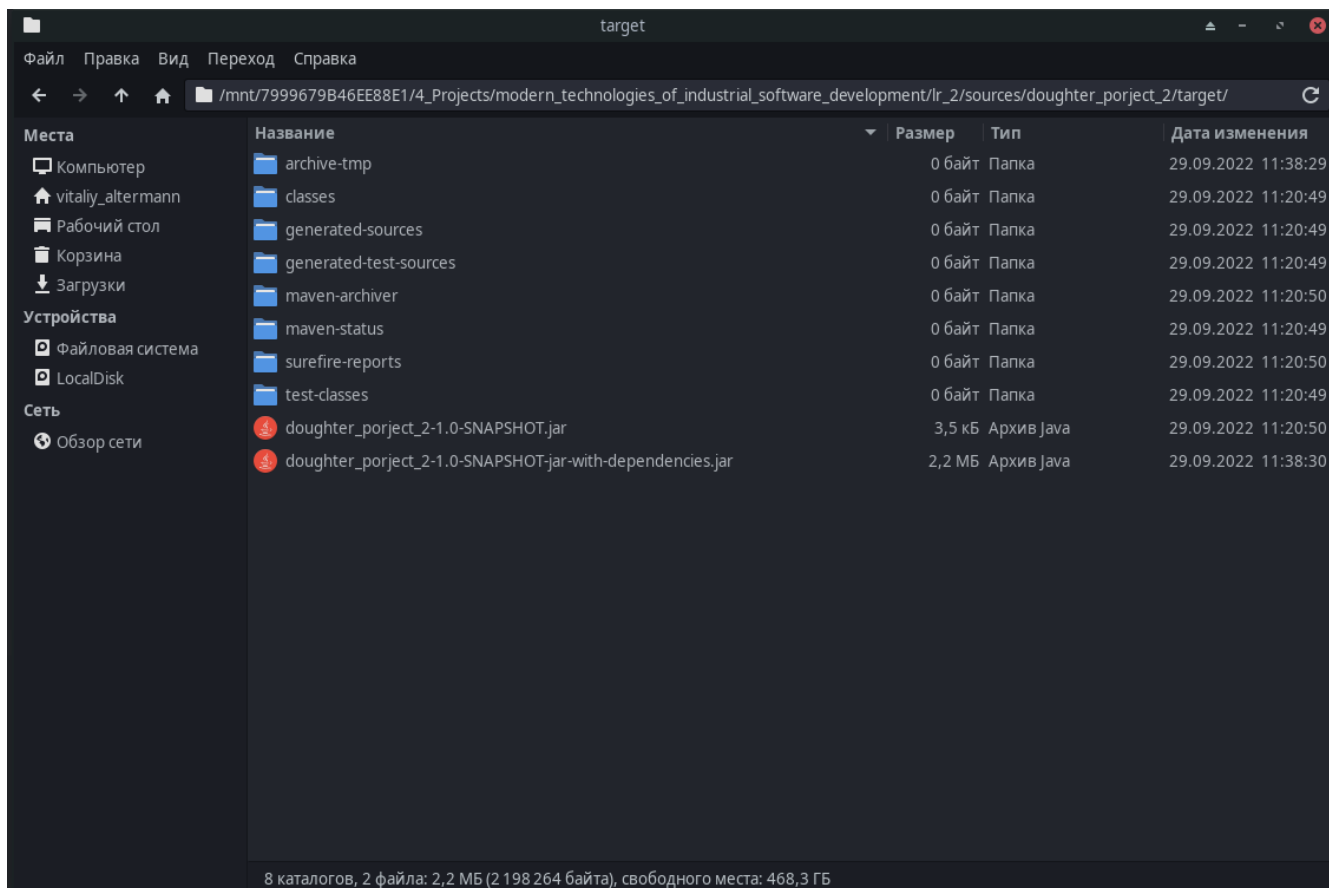 target
Файл Правка Вид Переход Справка
/mnt/7999679B46EE88E1/4_Projects/modern_technologies_of_industrial_software_development/lr_2/sources/doughter_porject_2/target/
Места
Компьютер
vitaliy_altermann
Рабочий стол
Корзина
Загрузки
Устройства
Файловая система
LocalDisk
Сеть
Обзор сети
Название Размер Тип Дата изменения
archive-tmp 0 байт Папка 29.09.2022 11:38:29
classes 0 байт Папка 29.09.2022 11:20:49
generated-sources 0 байт Папка 29.09.2022 11:20:49
generated-test-sources 0 байт Папка 29.09.2022 11:20:49
maven-archiver 0 байт Папка 29.09.2022 11:20:50
maven-status 0 байт Папка 29.09.2022 11:20:49
surefire-reports 0 байт Папка 29.09.2022 11:20:50
test-classes 0 байт Папка 29.09.2022 11:20:49
doughter_porject_2-1.0-SNAPSHOT.jar 3,5 кБ Архив Java 29.09.2022 11:20:50
doughter_porject_2-1.0-SNAPSHOT-jar-with-dependencies.jar 2,2 МБ Архив Java 29.09.2022 11:38:30
8 каталогов, 2 файла: 2,2 МБ (2 198 264 байта), свободного места: 468,3 ГБ